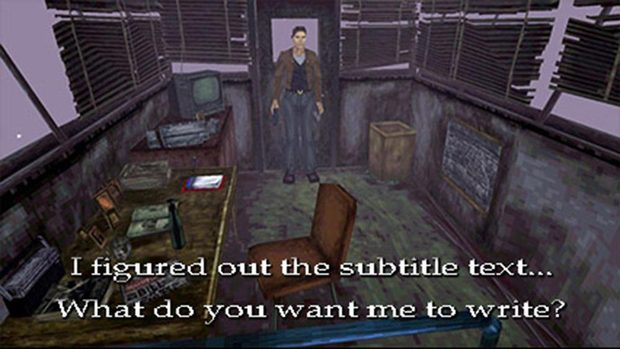 I figured out the subtitle text...
What do you want me to write?